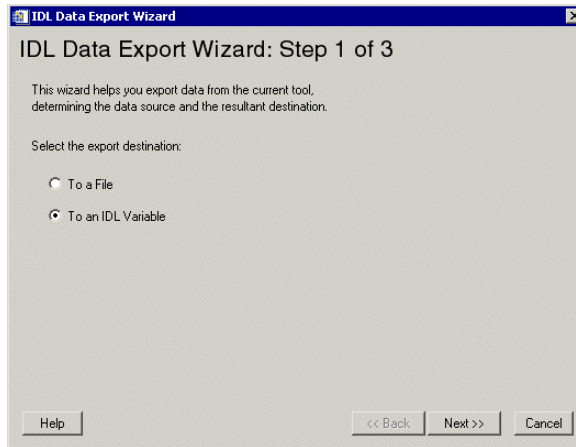 IDL Data Export Wizard
IDL Data Export Wizard: Step 1 of 3
This wizard helps you export data from the current tool,
determining the data source and the resultant destination.
Select the export destination:
To a File
To an IDL Variable
Help
<< Back
Next >>
Cancel